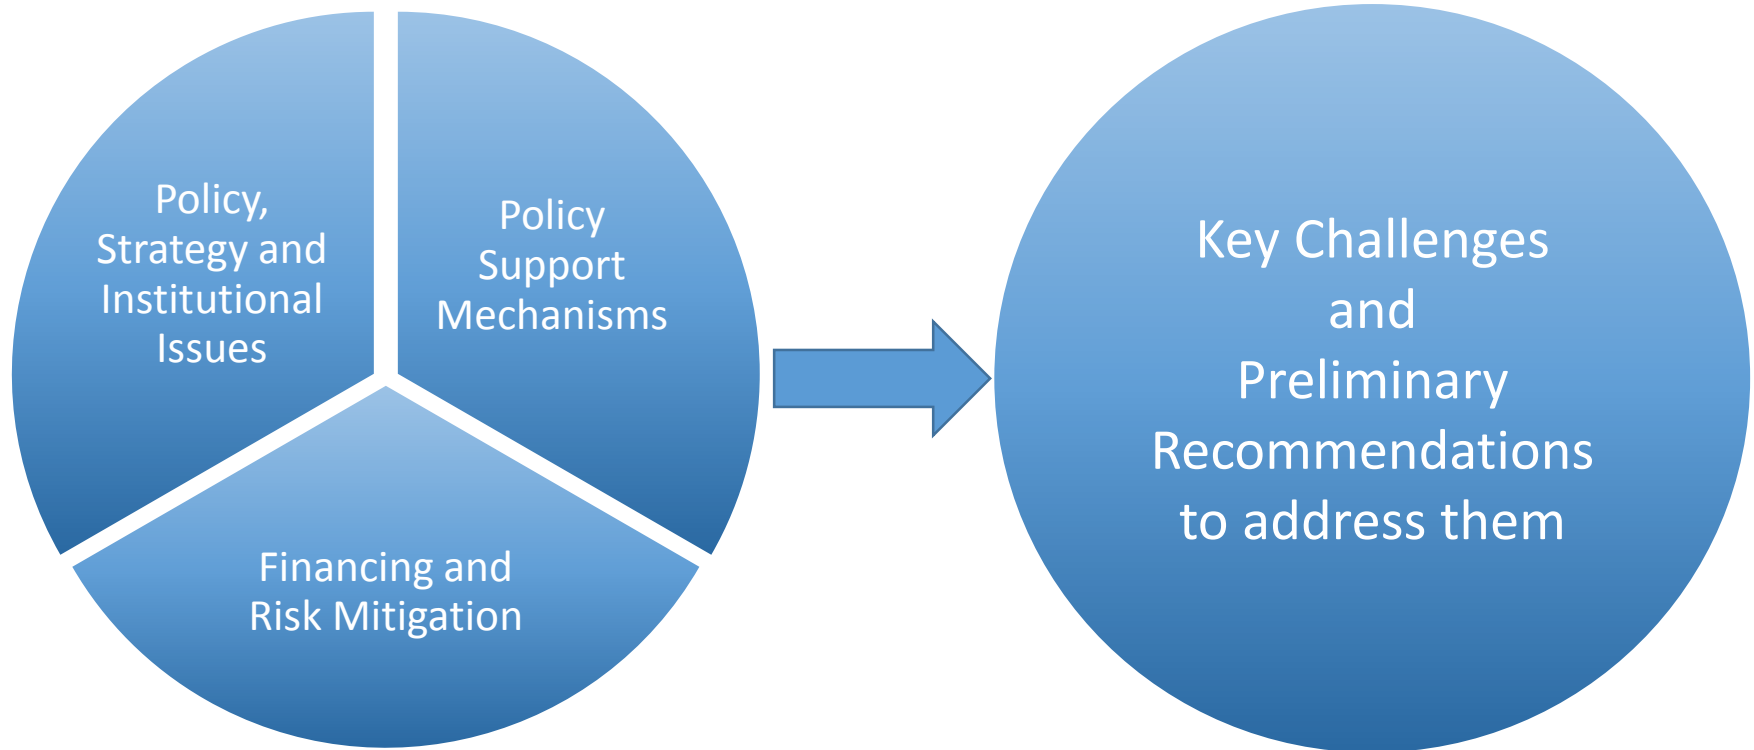 Policy,
Strategy and
Institutional
Issues
Policy
Support
Mechanisms
Financing and
Risk Mitigation
Key Challenges
and
Preliminary
Recommendations
to address them